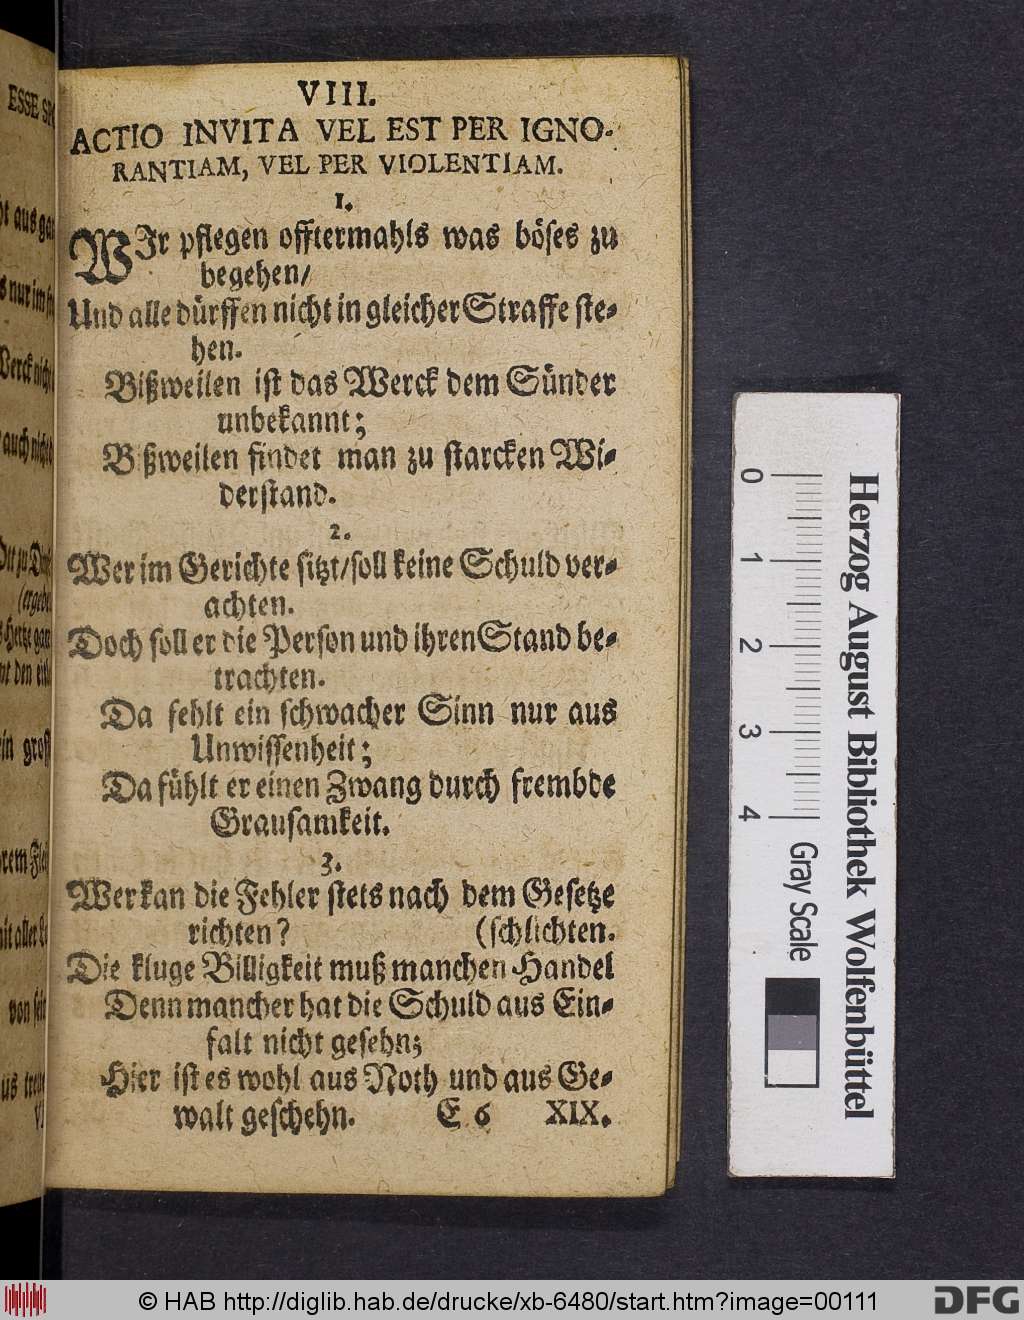 VIII.
ACTIO INVITA VEL EST PER IGNO-
RANTIAM, VEL PER VIOLENTIAM.
1.
WIr pflegen offtermahls was böses zu
begehen/
Und alle dürffen nicht in gleicher Straffe ste-
hen.
Bißweilen ist das Werck dem Sünder
unbekannt;
Bißweilen findet man zu starcken Wi-
derstand.
2.
Wer im Gerichte sitzt/soll keine Schuld ver-
achten.
Doch soll er die Person und ihren Stand be-
trachten.
Da fehlt ein schwacher Sinn nur aus
Unwissenheit;
Da fühlt er einen Zwang durch frembde
Grausamkeit.
3.
Wer kan die Fehler stets nach dem Gesetze
richten? (schlichten.
Die kluge Billigkeit muß manchen Handel
Denn mancher hat die Schuld aus Ein-
falt nicht gesehn;
Hier ist es wohl aus Noth und aus Ge-
walt geschehn. E 6 XIX.
ESSE
aus
nur im
Werck
auch
von
0 1 2 3 4
Herzog August Bibliothek Wolfenbüttel
Gray Scale
© HAB http://diglib.hab.de/drucke/xb-6480/start.htm?image=00111
DFG